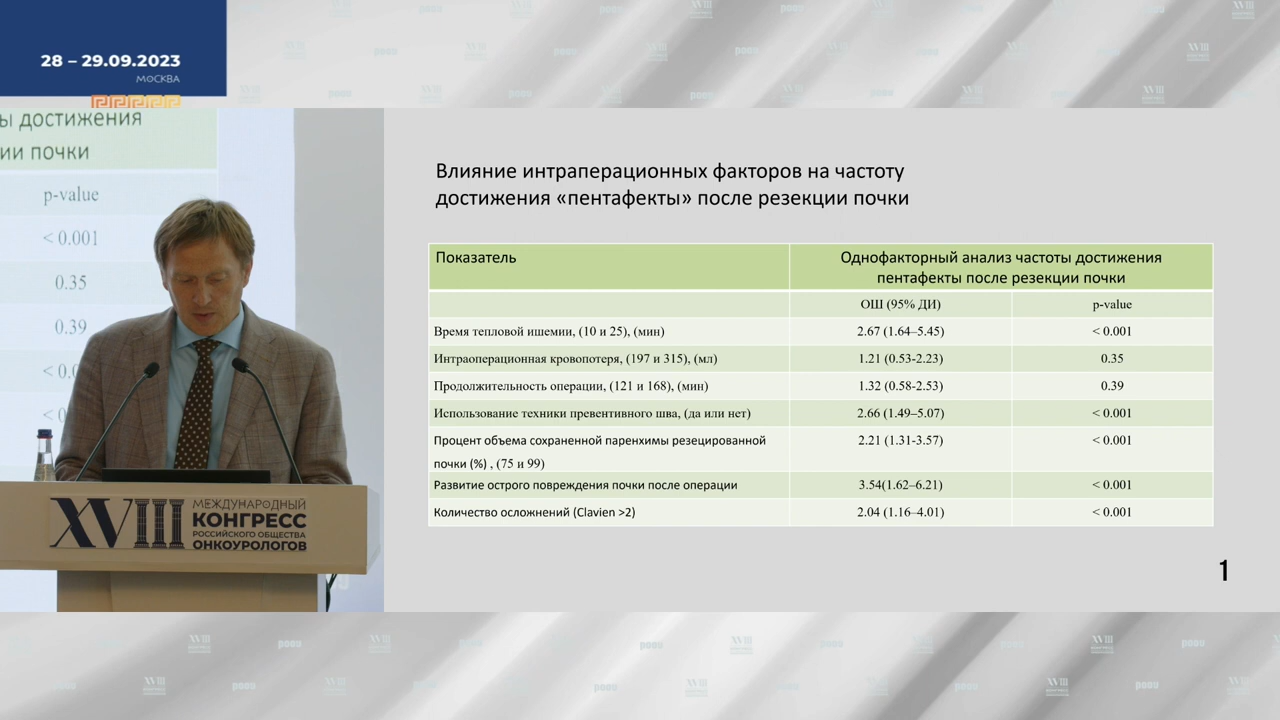 28 – 29.09.2023
МОСКВА
ы достижения
ии почки
p-value
< 0.001
0.35
0.39
< 0.0
< 0
XVIII
МЕЖДУНАРОДНЫЙ
КОНГРЕСС
РОССИЙСКОГО ОБЩЕСТВА
ОНКОУРОЛОГОВ
Влияние интраперационных факторов на частоту
достижения «пентафекты» после резекции почки
Показатель
Однофакторный анализ частоты достижения
пентафекты после резекции почки
ОШ (95% ДИ) p-value
Время тепловой ишемии, (10 и 25), (мин) 2.67 (1.64–5.45) < 0.001
Интраоперационная кровопотеря, (197 и 315), (мл) 1.21 (0.53-2.23) 0.35
Продолжительность операции, (121 и 168), (мин) 1.32 (0.58-2.53) 0.39
Использование техники превентивного шва, (да или нет) 2.66 (1.49–5.07) < 0.001
Процент объема сохраненной паренхимы резецированной 2.21 (1.31-3.57) < 0.001
почки (%) , (75 и 99)
Развитие острого повреждения почки после операции 3.54(1.62–6.21) < 0.001
Количество осложнений (Clavien >2) 2.04 (1.16–4.01) < 0.001
1